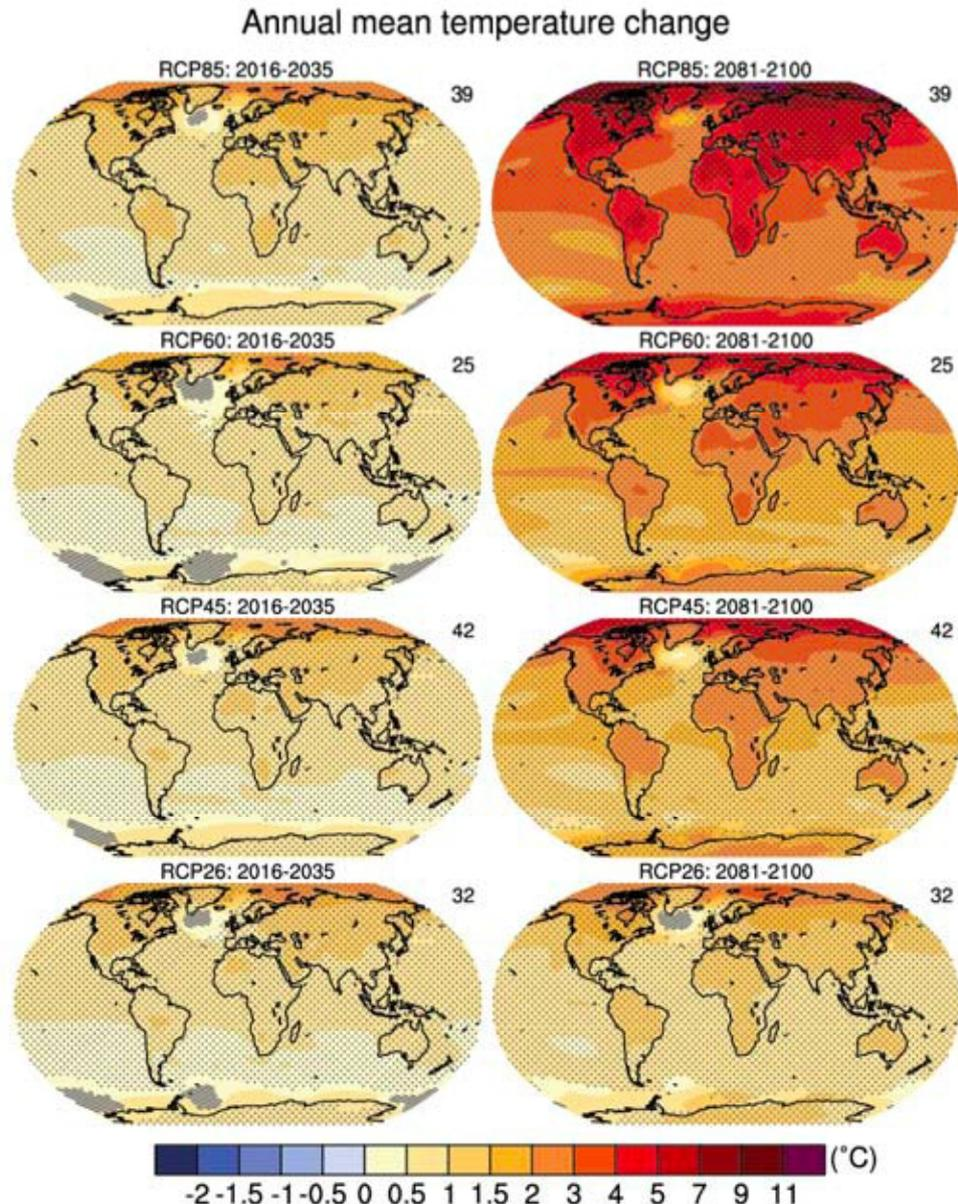 Annual mean temperature change
RCP85: 2016-2035
39
RCP85: 2081-2100
39
RCP60: 2016-2035
25
RCP60: 2081-2100
25
RCP45: 2016-2035
42
RCP45: 2081-2100
42
RCP26: 2016-2035
32
RCP26: 2081-2100
32
(°C)
-2 -1.5 -1 -0.5 0 0.5 1 1.5 2 3 4 5 7 9 11